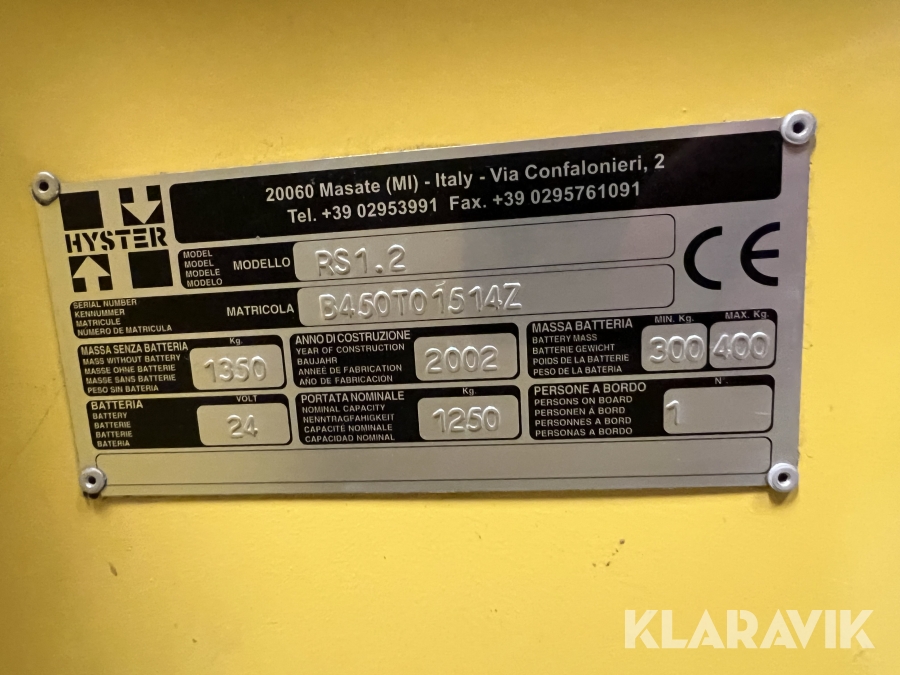 HYSTER
20060 Masate (MI) - Italy - Via Confalonieri, 2
Tel. +39 02953991 Fax. +39 0295761091
MODEL
MODEL
MODELE
MODELO
MODELLO
RS1.2
CE
SERIAL NUMBER
KENNUMMER
MATRICULE
NÚMERO DE MATRICULA
MATRICOLA
B450T01514Z
MASSA SENZA BATTERIA
MASS WITHOUT BATTERY
MASSE OHNE BATTERIE
MASSE SANS BATTERIE
PESO SIN BATERIA
Kg.
1350
ANNO DI COSTRUZIONE
YEAR OF CONSTRUCTION
BAUJAHR
ANNEÉ DE FABRICATION
AÑO DE FABRICACION
2002
MASSA BATTERIA
BATTERY MASS
BATTERIE GEWICHT
POIDS DE LA BATTERIE
PESO DE LA BATERIA
MIN. Kg.
300
MAX. Kg.
400
BATTERIA
BATTERY
BATTERIE
BATTERIE
BATERIA
VOLT
24
PORTATA NOMINALE
NOMINAL CAPACITY
NENNTRAGFAHIGKEIT
CAPACITÉ NOMINALE
CAPACIDAD NOMINAL
Kg.
1250
PERSONE A BORDO
PERSONS ON BOARD
PERSONEN Á BORD
PERSONNES A BORD
PERSONAS A BORDO
N°.
1
KLARAVIK